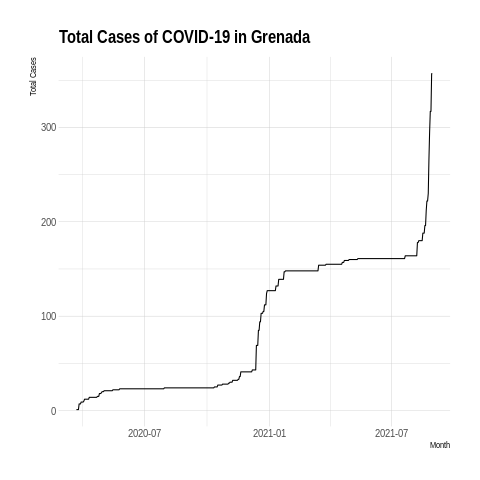 Total Cases of COVID-19 in Grenada
Total Cases
300
200
100
0
2020-07
2021-01
2021-07
Month